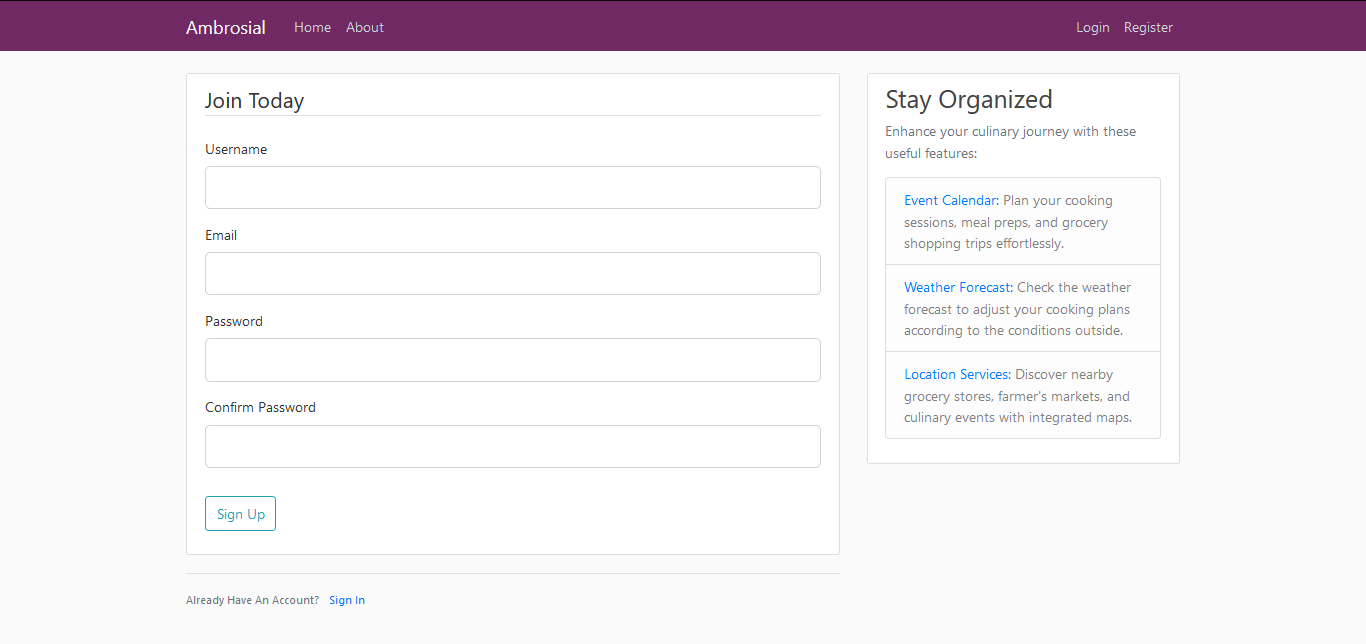 Ambrosial Home About Login Register
Join Today
Username
Email
Password
Confirm Password
Sign Up
Already Have An Account? Sign In
Stay Organized
Enhance your culinary journey with these
useful features:
Event Calendar: Plan your cooking
sessions, meal preps, and grocery
shopping trips effortlessly.
Weather Forecast: Check the weather
forecast to adjust your cooking plans
according to the conditions outside.
Location Services: Discover nearby
grocery stores, farmer's markets, and
culinary events with integrated maps.